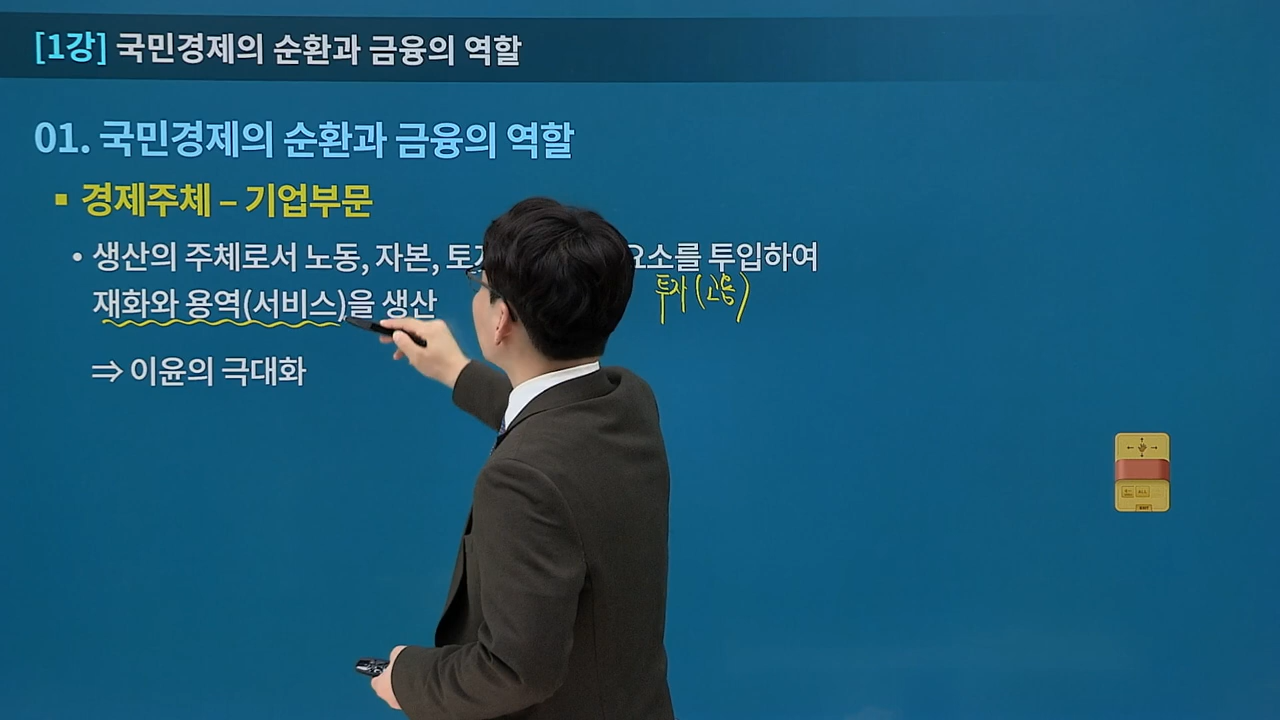 [1강] 국민경제의 순환과 금융의 역할
01. 국민경제의 순환과 금융의 역할
▪ 경제주체 – 기업부문
• 생산의 주체로서 노동, 자본, 요소를 투입하여
투자(고용)
재화와 용역(서비스)을 생산
⇒ 이윤의 극대화